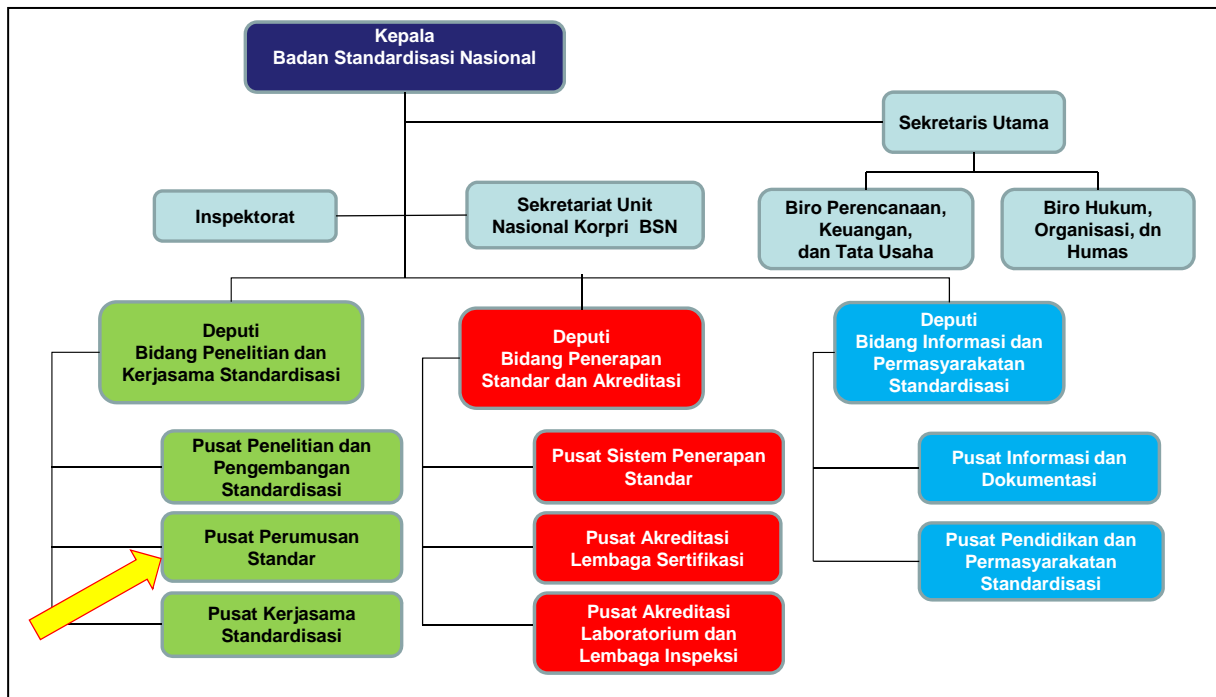 Kepala
Badan Standardisasi Nasional
Sekretaris Utama
Inspektorat
Sekretariat Unit
Nasional Korpri BSN
Biro Perencanaan,
Keuangan,
dan Tata Usaha
Biro Hukum,
Organisasi, dn
Humas
Deputi
Bidang Penelitian dan
Kerjasama Standardisasi
Deputi
Bidang Penerapan
Standar dan Akreditasi
Deputi
Bidang Informasi dan
Permasyarakatan
Standardisasi
Pusat Penelitian dan
Pengembangan
Standardisasi
Pusat Perumusan
Standar
Pusat Kerjasama
Standardisasi
Pusat Sistem Penerapan
Standar
Pusat Akreditasi
Lembaga Sertifikasi
Pusat Akreditasi
Laboratorium dan
Lembaga Inspeksi
Pusat Informasi dan
Dokumentasi
Pusat Pendidikan dan
Permasyarakatan
Standardisasi